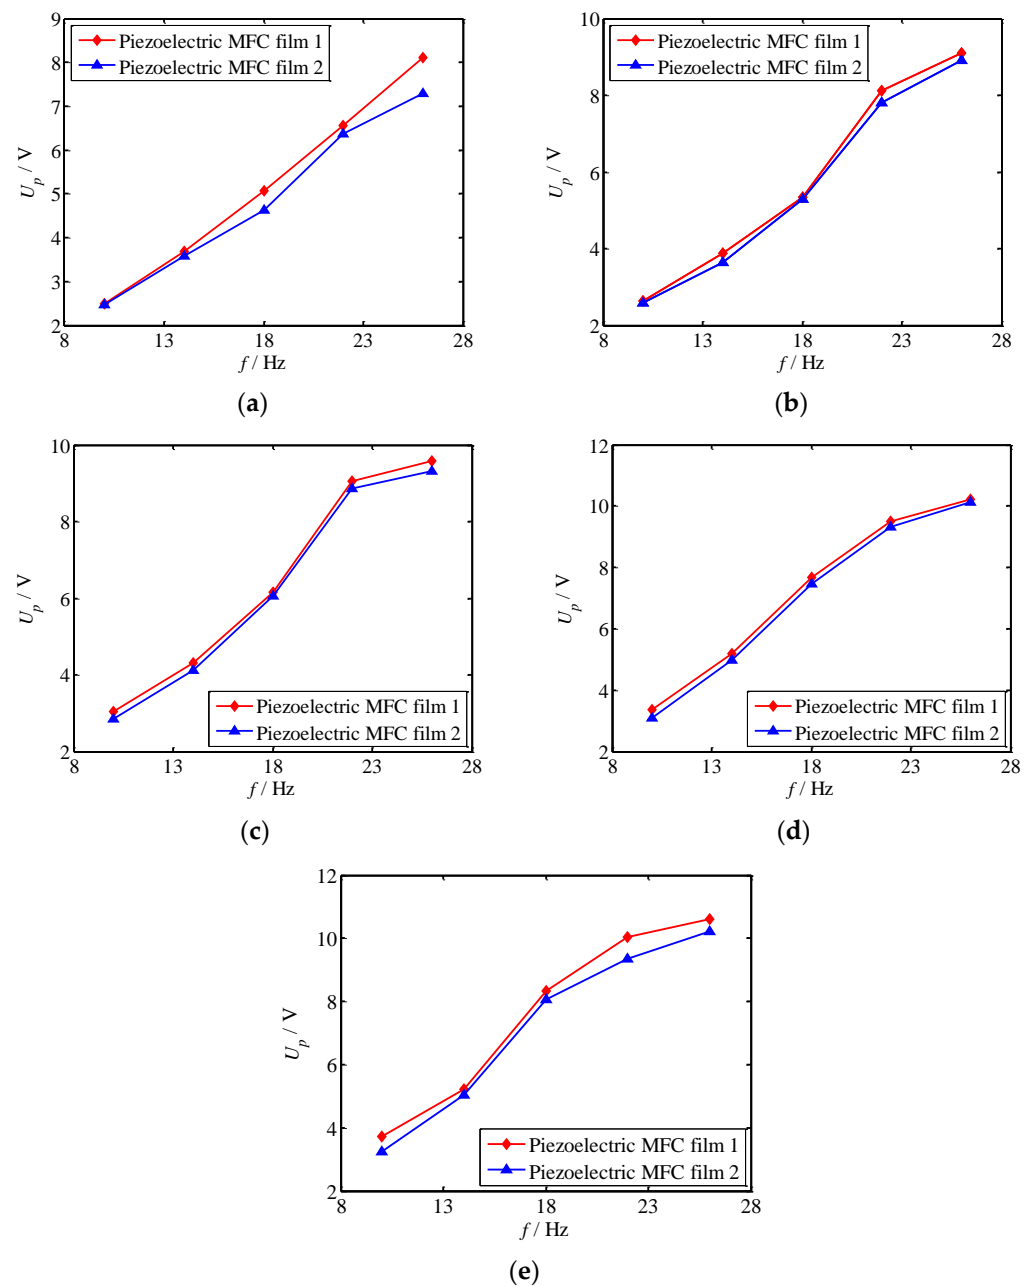 9
8
7
6
5
4
3
2
8
13
18
23
28
U_p / V
f / Hz
Piezoelectric MFC film 1
Piezoelectric MFC film 2
(a)
10
8
6
4
2
8
13
18
23
28
U_p / V
f / Hz
Piezoelectric MFC film 1
Piezoelectric MFC film 2
(b)
10
8
6
4
2
8
13
18
23
28
U_p / V
f / Hz
Piezoelectric MFC film 1
Piezoelectric MFC film 2
(c)
12
10
8
6
4
2
8
13
18
23
28
U_p / V
f / Hz
Piezoelectric MFC film 1
Piezoelectric MFC film 2
(d)
12
10
8
6
4
2
8
13
18
23
28
U_p / V
f / Hz
Piezoelectric MFC film 1
Piezoelectric MFC film 2
(e)